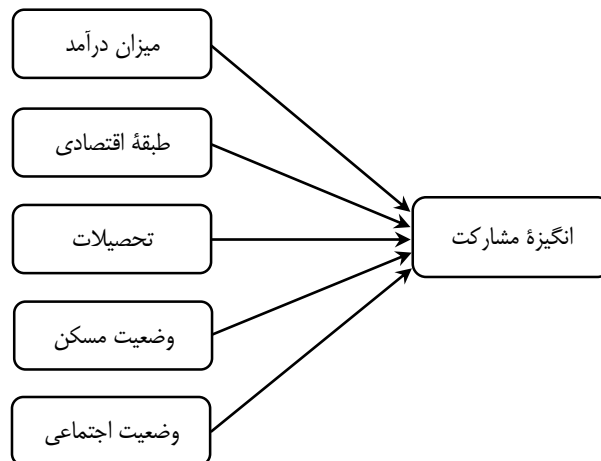 میزان درآمد
طبقهٔ اقتصادی
تحصیلات
انگیزهٔ مشارکت
وضعیت مسکن
وضعیت اجتماعی